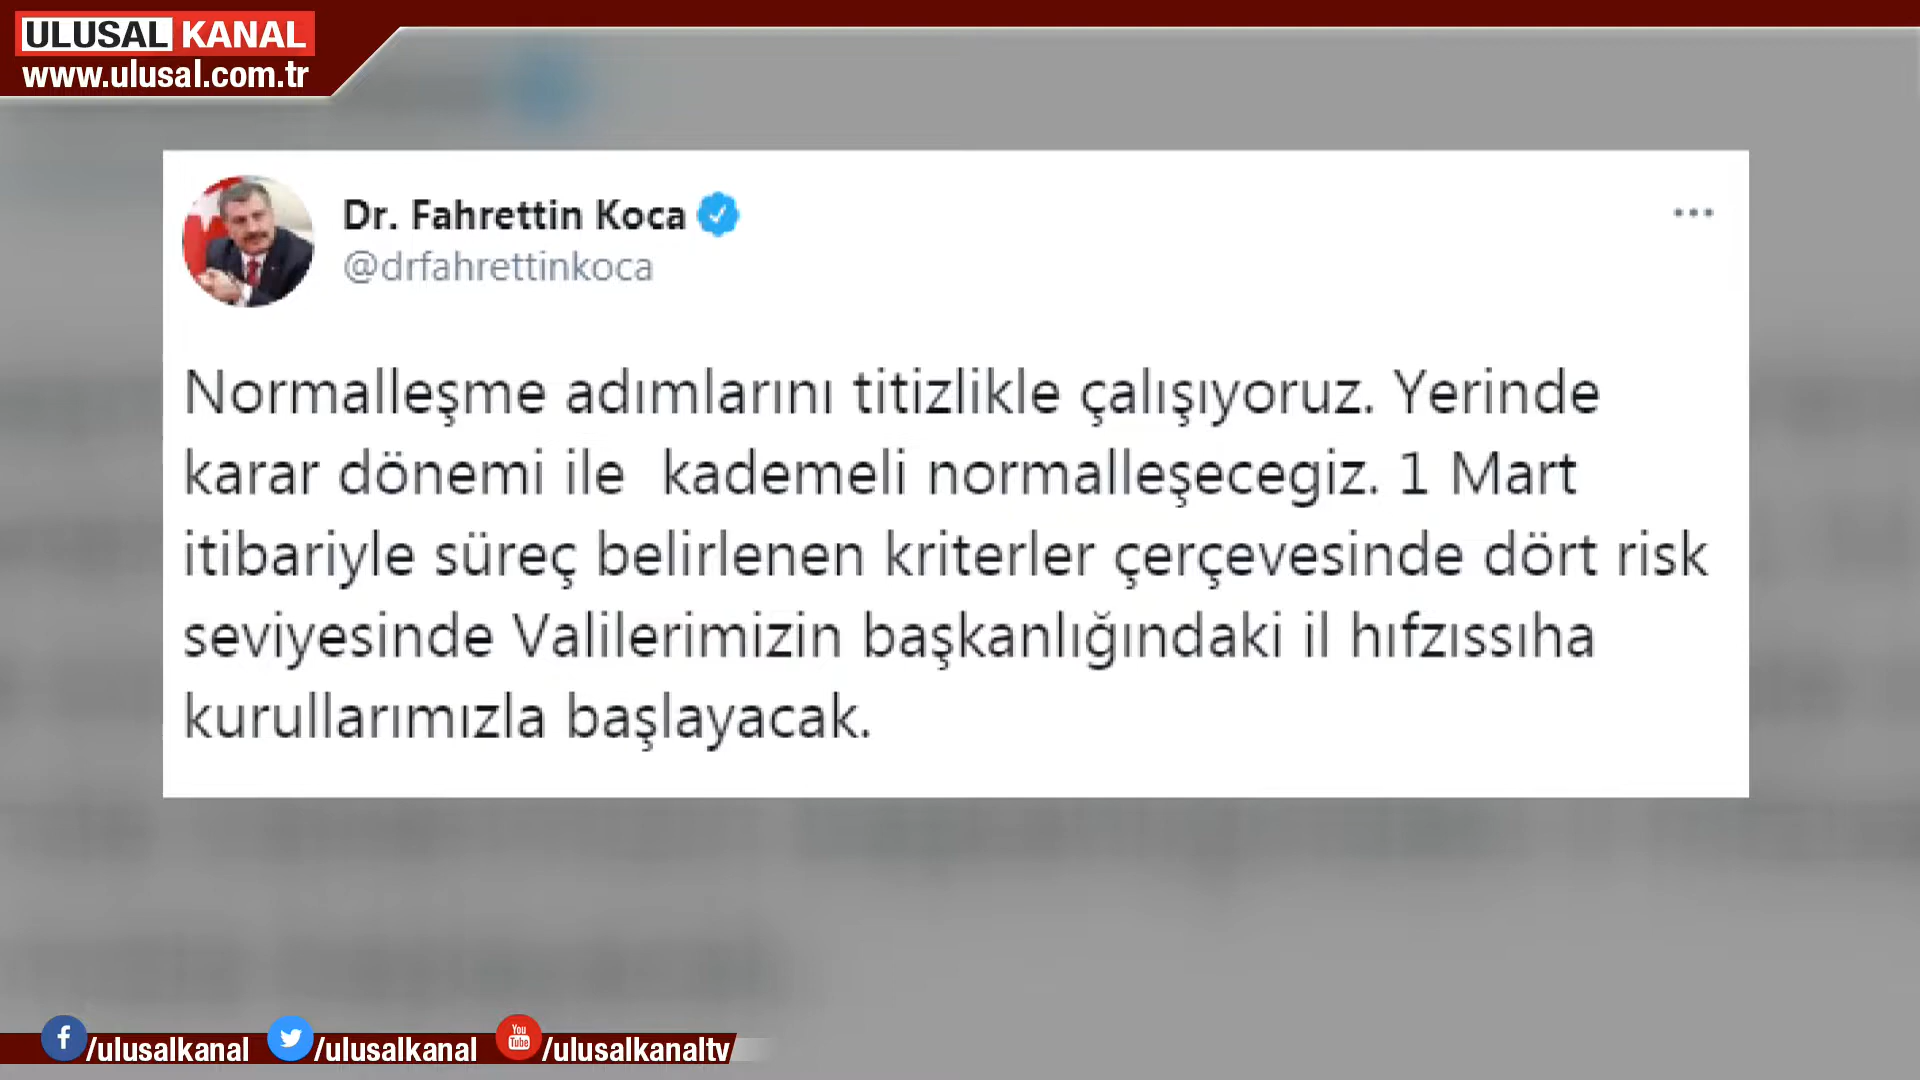 ULUSAL KANAL
www.ulusal.com.tr
Dr. Fahrettin Koca
@drfahrettinkoca
Normalleşme adımlarını titizlikle çalışıyoruz. Yerinde
karar dönemi ile  kademeli normalleşecegiz. 1 Mart
itibariyle süreç belirlenen kriterler çerçevesinde dört risk
seviyesinde Valilerimizin başkanlığındaki il hıfzıssıha
kurullarımızla başlayacak.
f /ulusalkanal /ulusalkanal You Tube /ulusalkanaltv